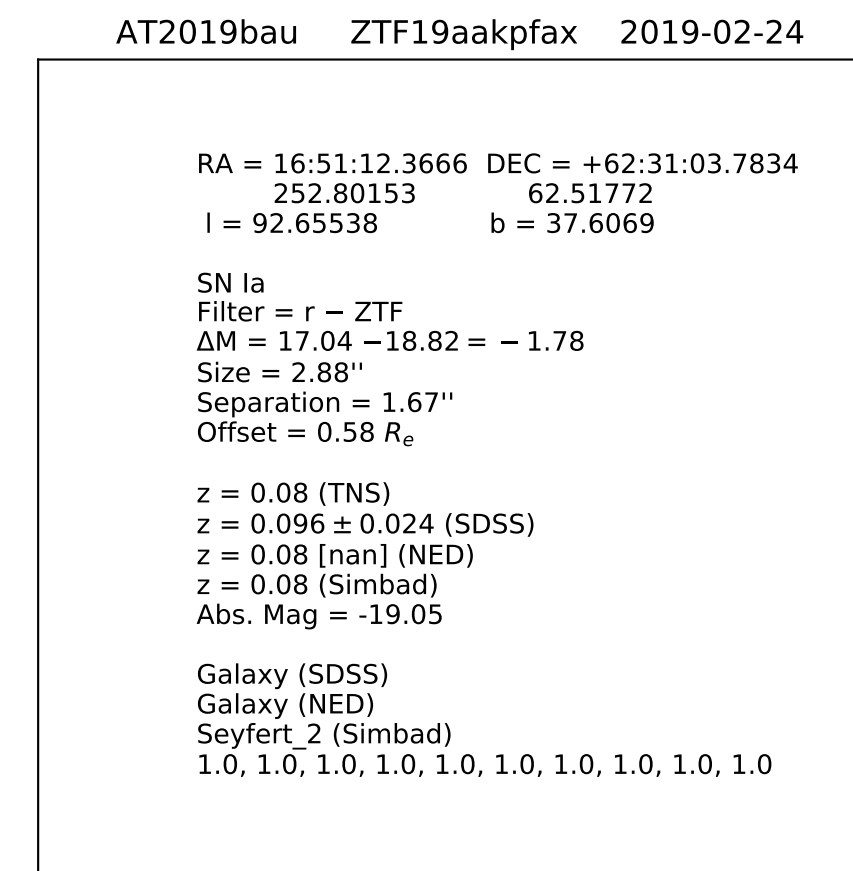 AT2019bau ZTF19aakpfax 2019-02-24
RA = 16:51:12.3666 DEC = +62:31:03.7834
252.80153 62.51772
l = 92.65538 b = 37.6069
SN Ia
Filter = r − ZTF
ΔM = 17.04 −18.82 = − 1.78
Size = 2.88''
Separation = 1.67''
Offset = 0.58 Re
z = 0.08 (TNS)
z = 0.096 ± 0.024 (SDSS)
z = 0.08 [nan] (NED)
z = 0.08 (Simbad)
Abs. Mag = -19.05
Galaxy (SDSS)
Galaxy (NED)
Seyfert_2 (Simbad)
1.0, 1.0, 1.0, 1.0, 1.0, 1.0, 1.0, 1.0, 1.0, 1.0